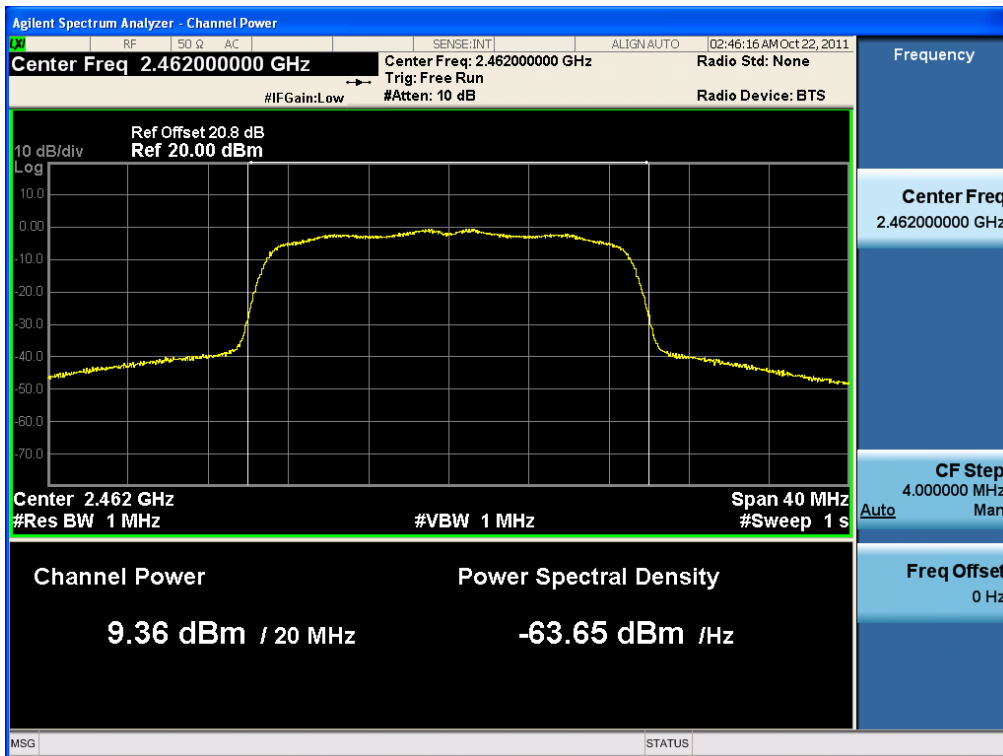 Agilent Spectrum Analyzer - Channel Power
LXI RF 50 Ω AC SENSE:INT ALIGN AUTO 02:46:16 AM Oct 22, 2011
Center Freq 2.462000000 GHz
Center Freq: 2.462000000 GHz
Radio Std: None
Trig: Free Run
#IFGain:Low
#Atten: 10 dB
Radio Device: BTS
Ref Offset 20.8 dB
10 dB/div Ref 20.00 dBm
Log
10.0
0.00
-10.0
-20.0
-30.0
-40.0
-50.0
-60.0
-70.0
Center 2.462 GHz
Span 40 MHz
#Res BW 1 MHz
#VBW 1 MHz
#Sweep 1 s
Channel Power
Power Spectral Density
9.36 dBm / 20 MHz
-63.65 dBm /Hz
MSG
STATUS
Frequency
Center Freq
2.462000000 GHz
CF Step
4.000000 MHz
Auto Man
Freq Offset
0 Hz